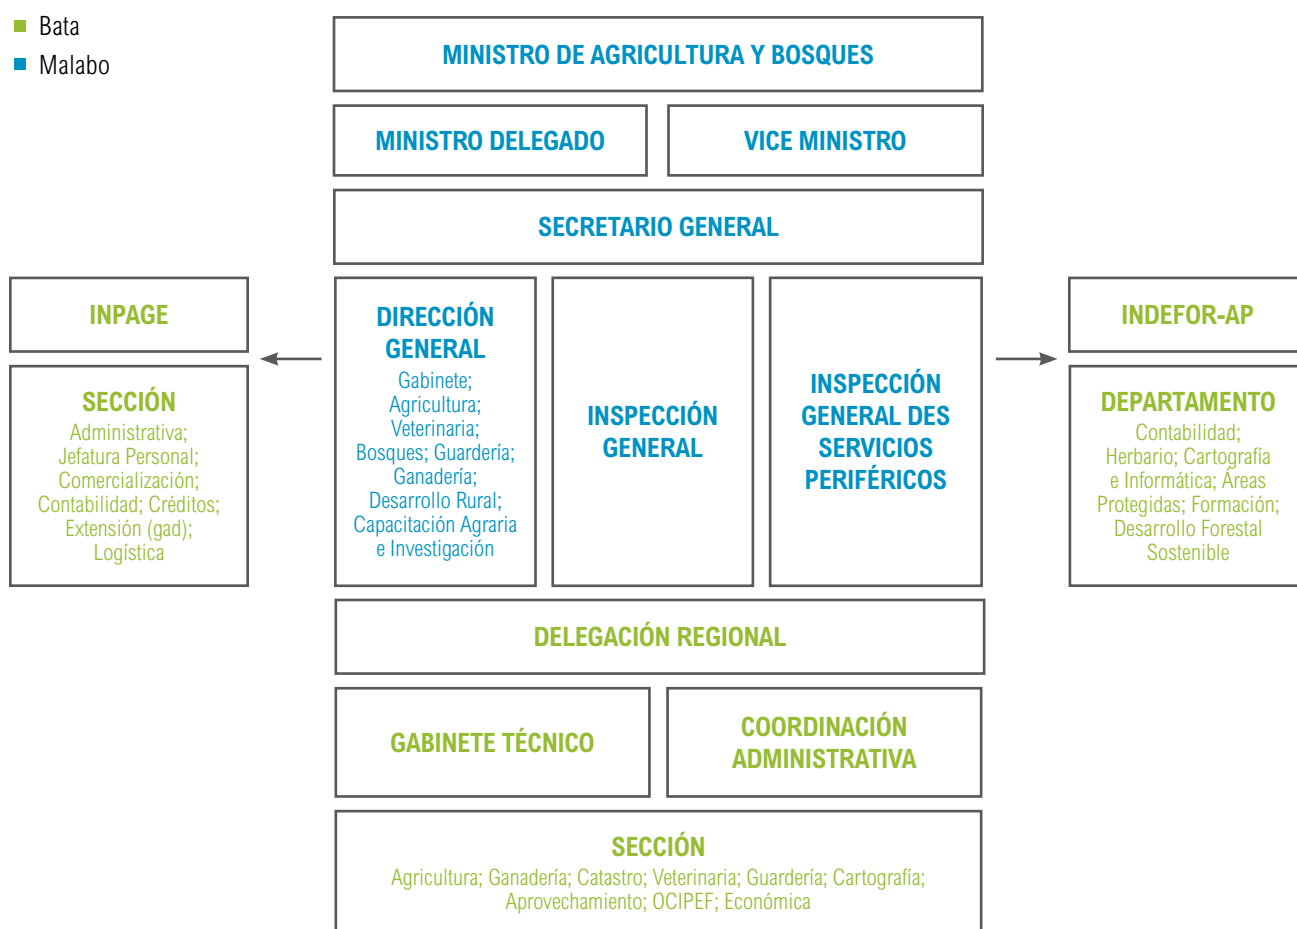 Bata
Malabo
MINISTRO DE AGRICULTURA Y BOSQUES
MINISTRO DELEGADO
VICE MINISTRO
SECRETARIO GENERAL
INPAGE
SECCIÓN
Administrativa;
Jefatura Personal;
Comercialización;
Contabilidad; Créditos;
Extensión (gad);
Logística
DIRECCIÓN
GENERAL
Gabinete;
Agricultura;
Veterinaria;
Bosques; Guardería;
Ganadería;
Desarrollo Rural;
Capacitación Agraria
e Investigación
INSPECCIÓN
GENERAL
INSPECCIÓN
GENERAL DES
SERVICIOS
PERIFÉRICOS
INDEFOR-AP
DEPARTAMENTO
Contabilidad;
Herbario; Cartografía
e Informática; Áreas
Protegidas; Formación;
Desarrollo Forestal
Sostenible
DELEGACIÓN REGIONAL
GABINETE TÉCNICO
COORDINACIÓN
ADMINISTRATIVA
SECCIÓN
Agricultura; Ganadería; Catastro; Veterinaria; Guardería; Cartografía;
Aprovechamiento; OCIPEF; Económica